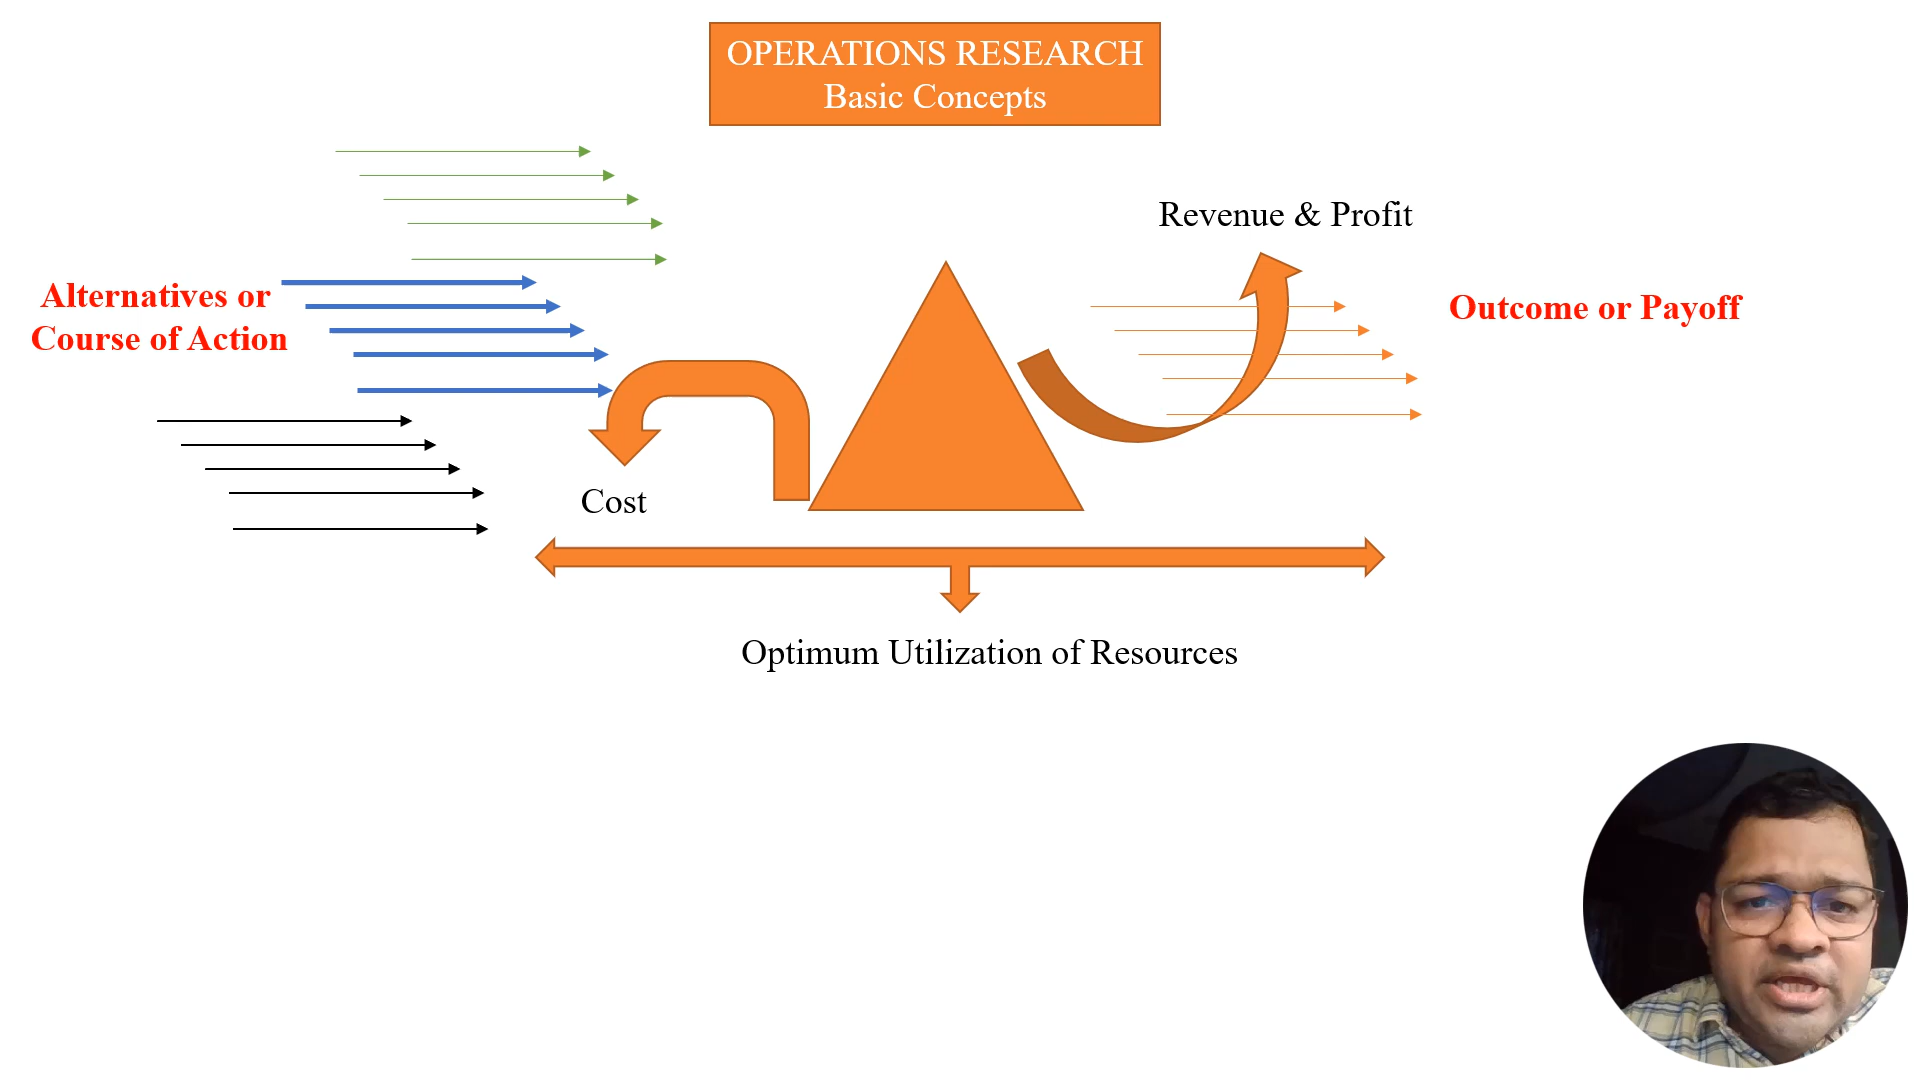 OPERATIONS RESEARCH
Basic Concepts
Revenue & Profit
Alternatives or
Course of Action
Outcome or Payoff
Cost
Optimum Utilization of Resources